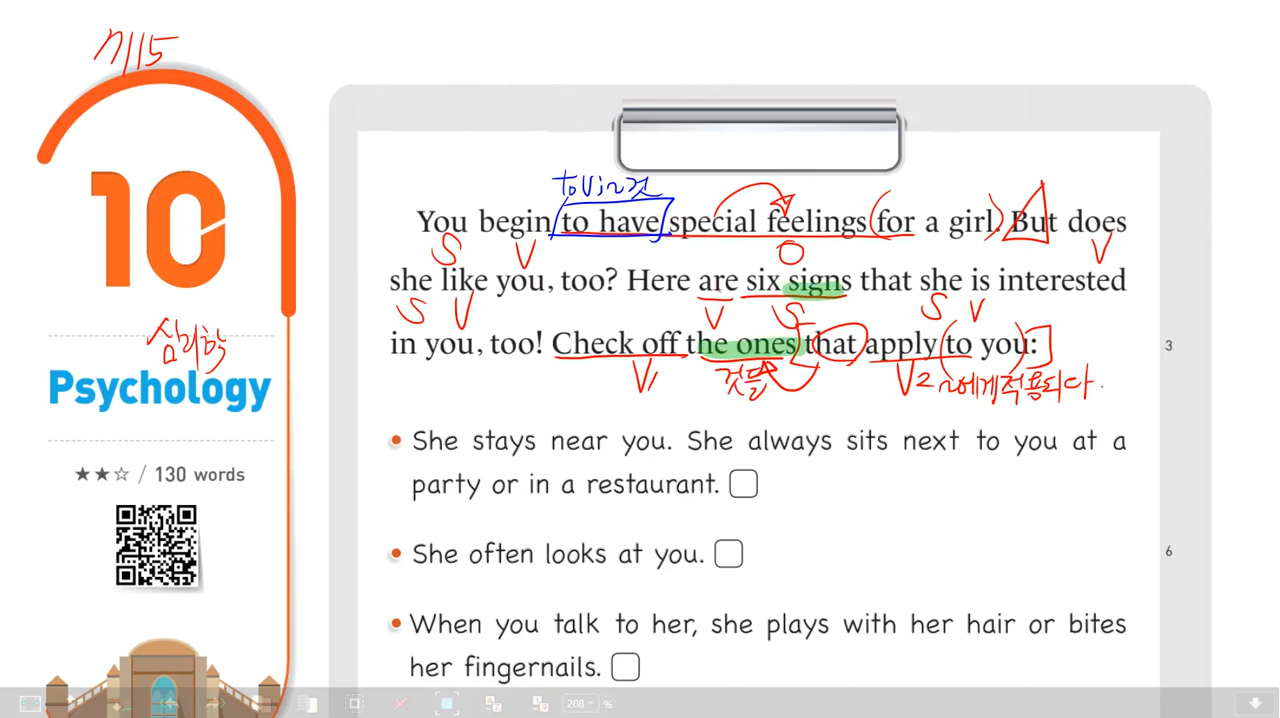 7/15
10
심리학
Psychology
★★☆ / 130 words
toV i ~ 것
You begin to have special feelings for a girl. But does
S V O V
she like you, too? Here are six signs that she is interested
S V V S S V
in you, too! Check off the ones that apply to you:
3
V1 것들 V2 ~에게 적용되다.
She stays near you. She always sits next to you at a
party or in a restaurant.
She often looks at you.
6
When you talk to her, she plays with her hair or bites
her fingernails.
208 %